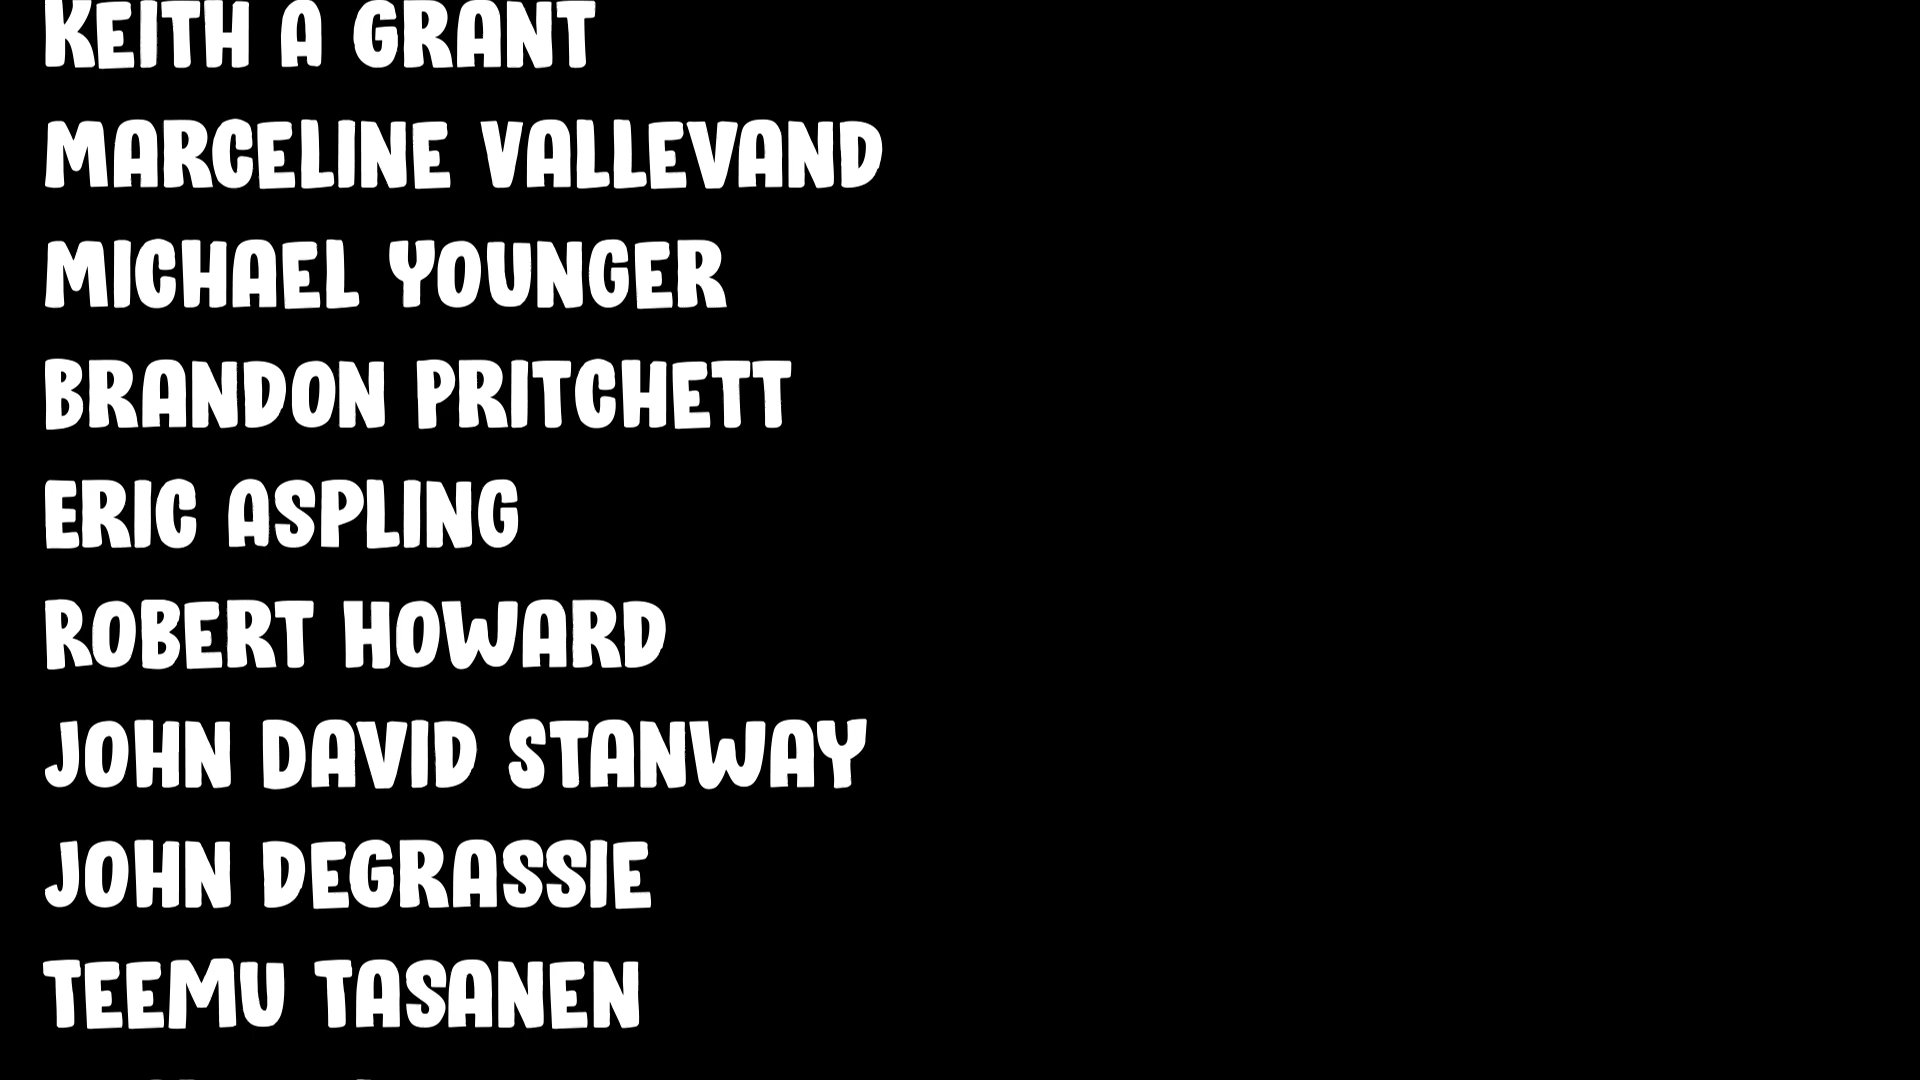 KEITH A GRANT
MARCELINE VALLEVAND
MICHAEL YOUNGER
BRANDON PRITCHETT
ERIC ASPLING
ROBERT HOWARD
JOHN DAVID STANWAY
JOHN DEGRASSIE
TEEMU TASANEN